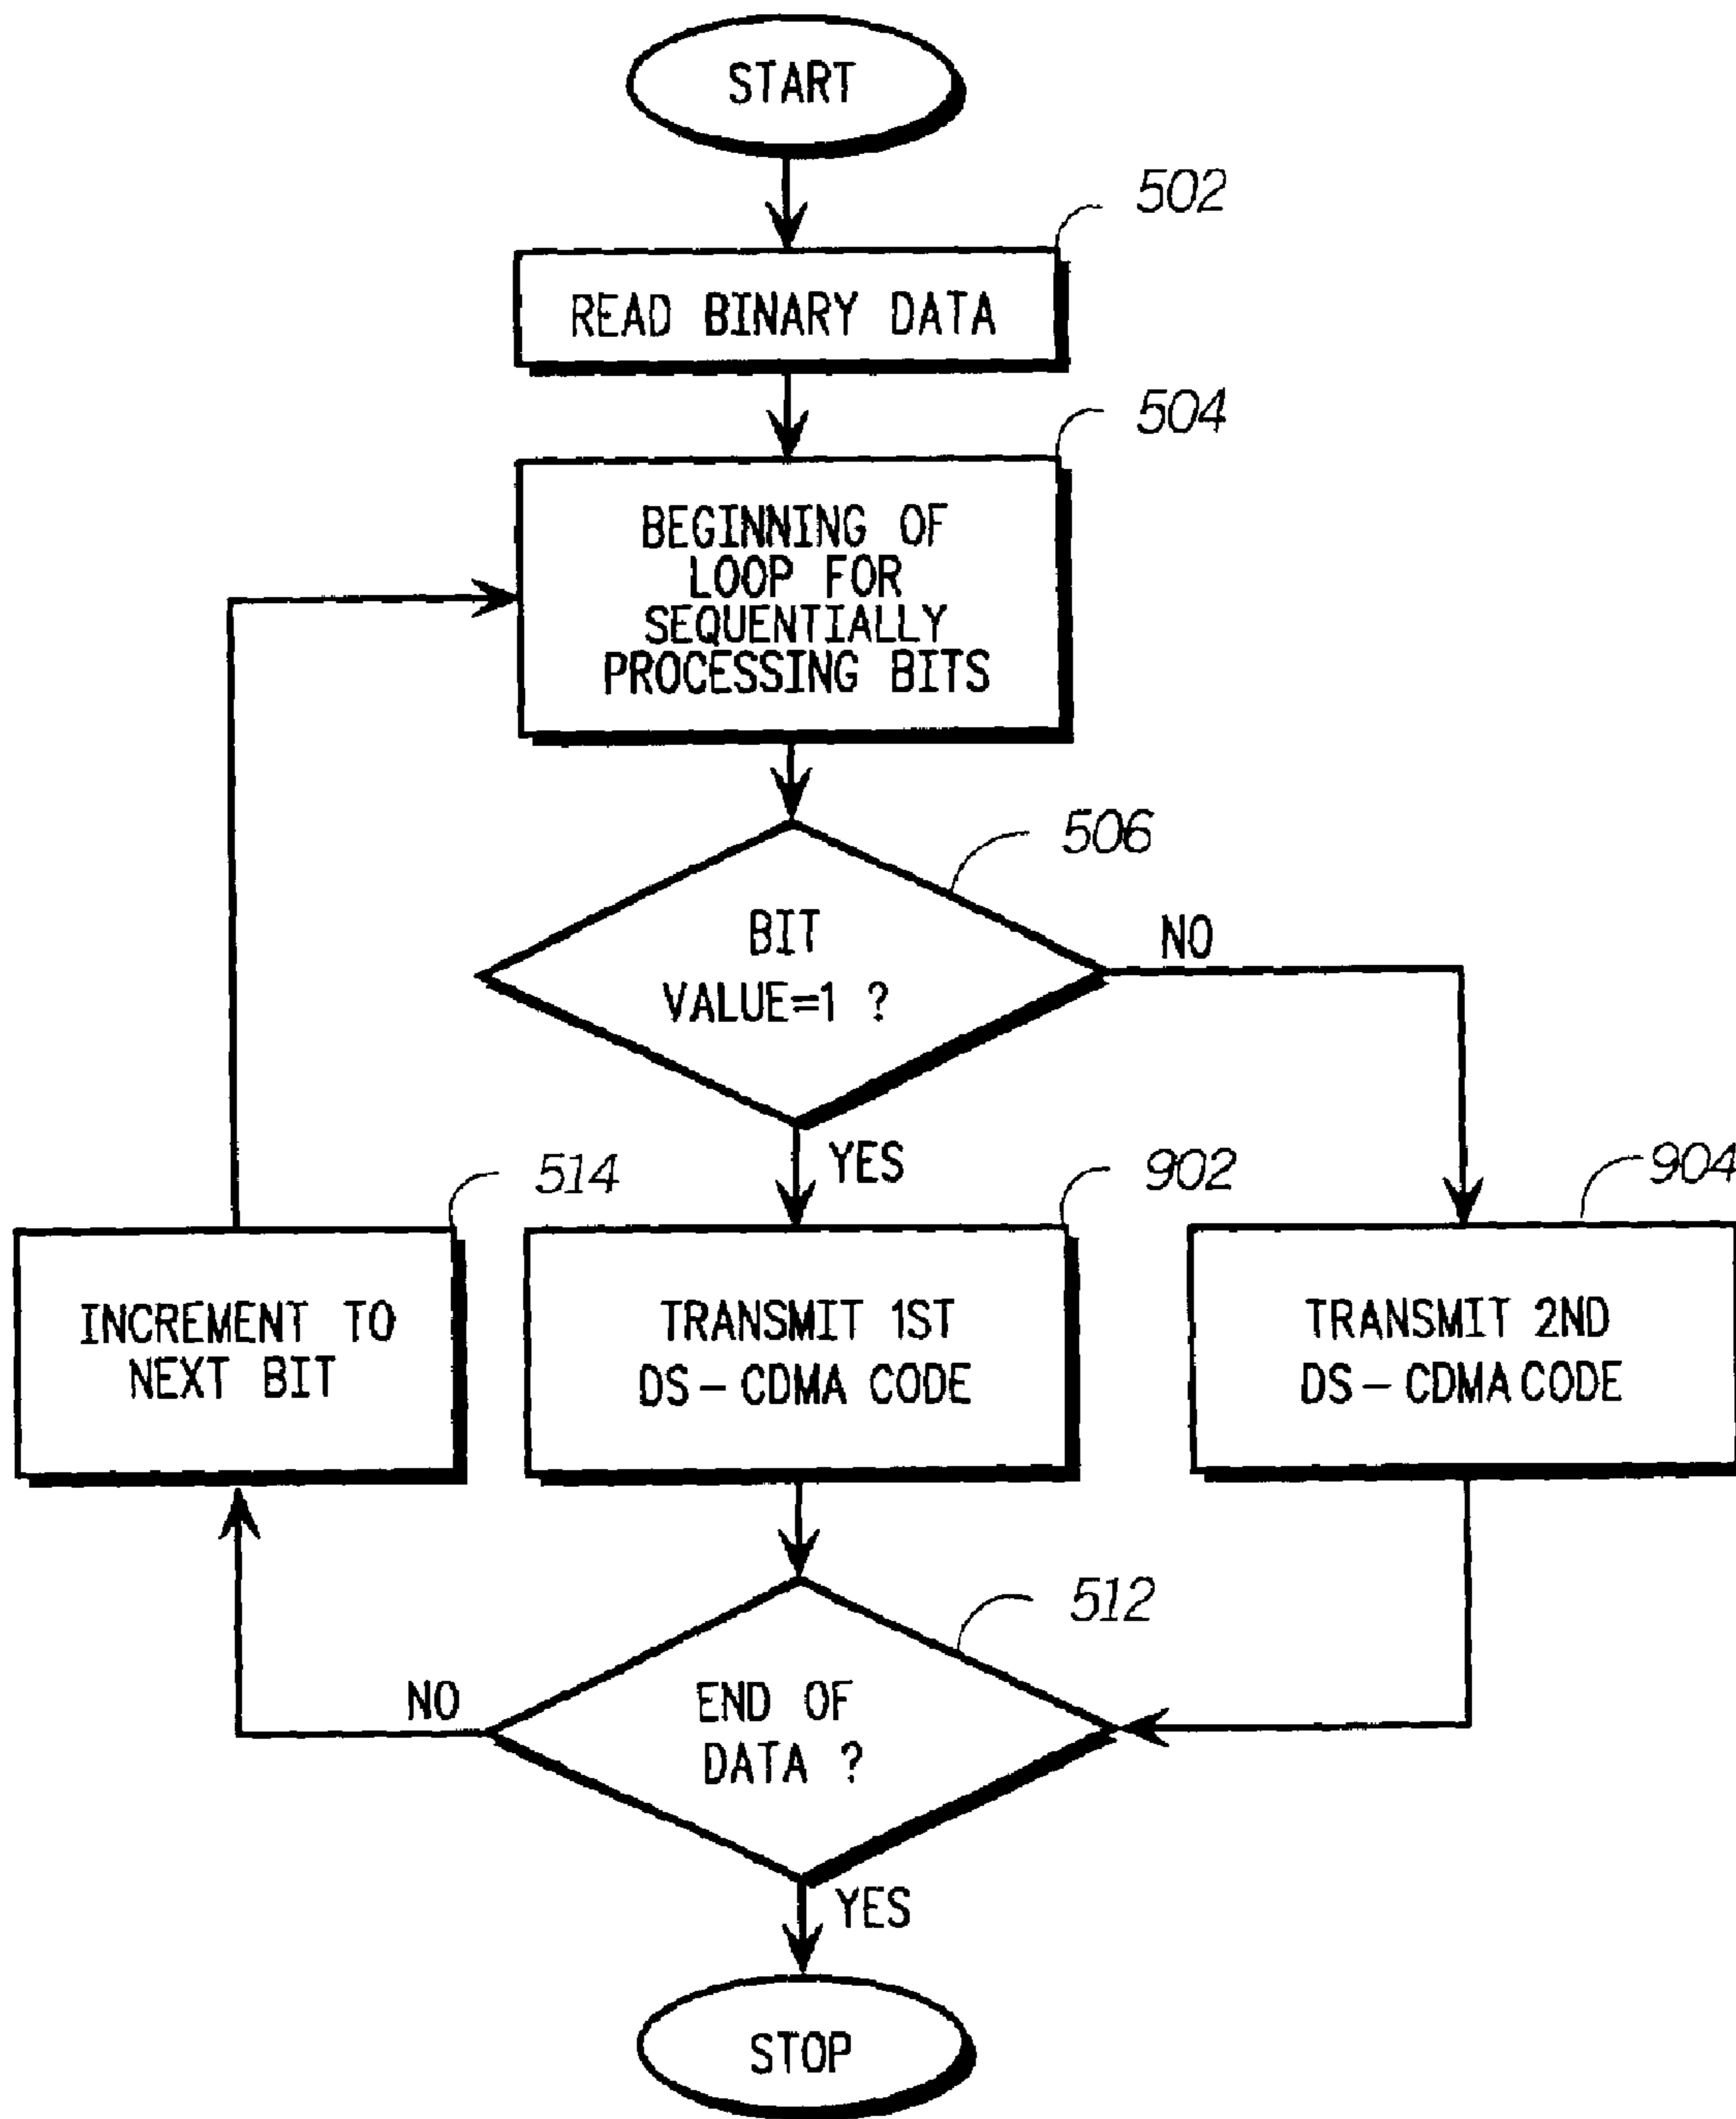 START
502
READ BINARY DATA
504
BEGINNING OF
LOOP FOR
SEQUENTIALLY
PROCESSING BITS
506
BIT
VALUE=1 ?
NO
YES
514
INCREMENT TO
NEXT BIT
902
TRANSMIT 1ST
DS-CDMA CODE
904
TRANSMIT 2ND
DS-CDMA CODE
512
END OF
DATA ?
NO
YES
STOP